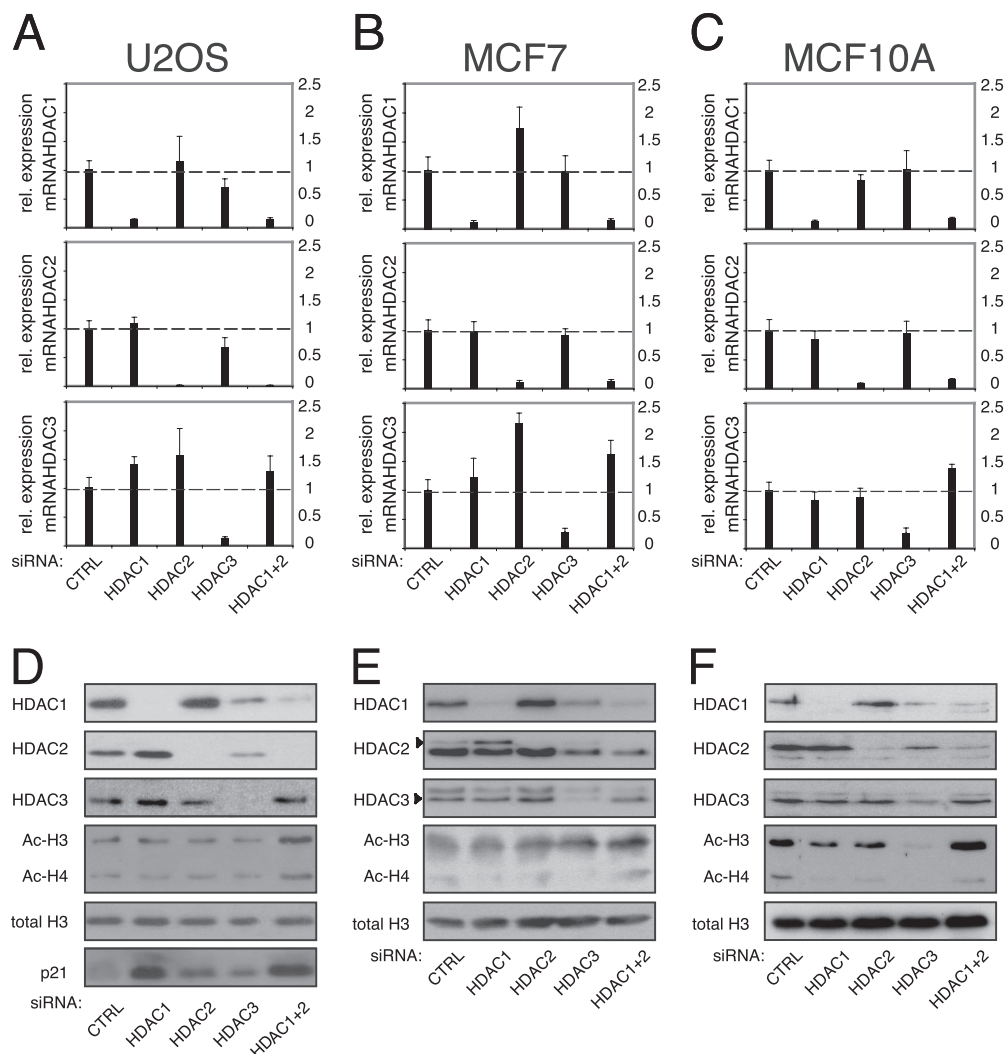 A
U2OS
rel. expression
mRNAHDAC1
2.5
2
1.5
1
0.5
0
rel. expression
mRNAHDAC2
2.5
2
1.5
1
0.5
0
rel. expression
mRNAHDAC3
2.5
2
1.5
1
0.5
0
siRNA:
CTRL
HDAC1
HDAC2
HDAC3
HDAC1+2
B
MCF7
rel. expression
mRNAHDAC1
2.5
2
1.5
1
0.5
0
rel. expression
mRNAHDAC2
2.5
2
1.5
1
0.5
0
rel. expression
mRNAHDAC3
2.5
2
1.5
1
0.5
0
CTRL
HDAC1
HDAC2
HDAC3
HDAC1+2
siRNA:
C
MCF10A
rel. expression
mRNAHDAC1
2.5
2
1.5
1
0.5
0
rel. expression
mRNAHDAC2
2.5
2
1.5
1
0.5
0
rel. expression
mRNAHDAC3
2.5
2
1.5
1
0.5
0
siRNA:
CTRL
HDAC1
HDAC2
HDAC3
HDAC1+2
D
HDAC1
HDAC2
HDAC3
Ac-H3
Ac-H4
total H3
p21
siRNA:
CTRL
HDAC1
HDAC2
HDAC3
HDAC1+2
E
HDAC1
HDAC2
HDAC3
Ac-H3
Ac-H4
total H3
siRNA:
CTRL
HDAC1
HDAC2
HDAC3
HDAC1+2
F
HDAC1
HDAC2
HDAC3
Ac-H3
Ac-H4
total H3
siRNA:
CTRL
HDAC1
HDAC2
HDAC3
HDAC1+2